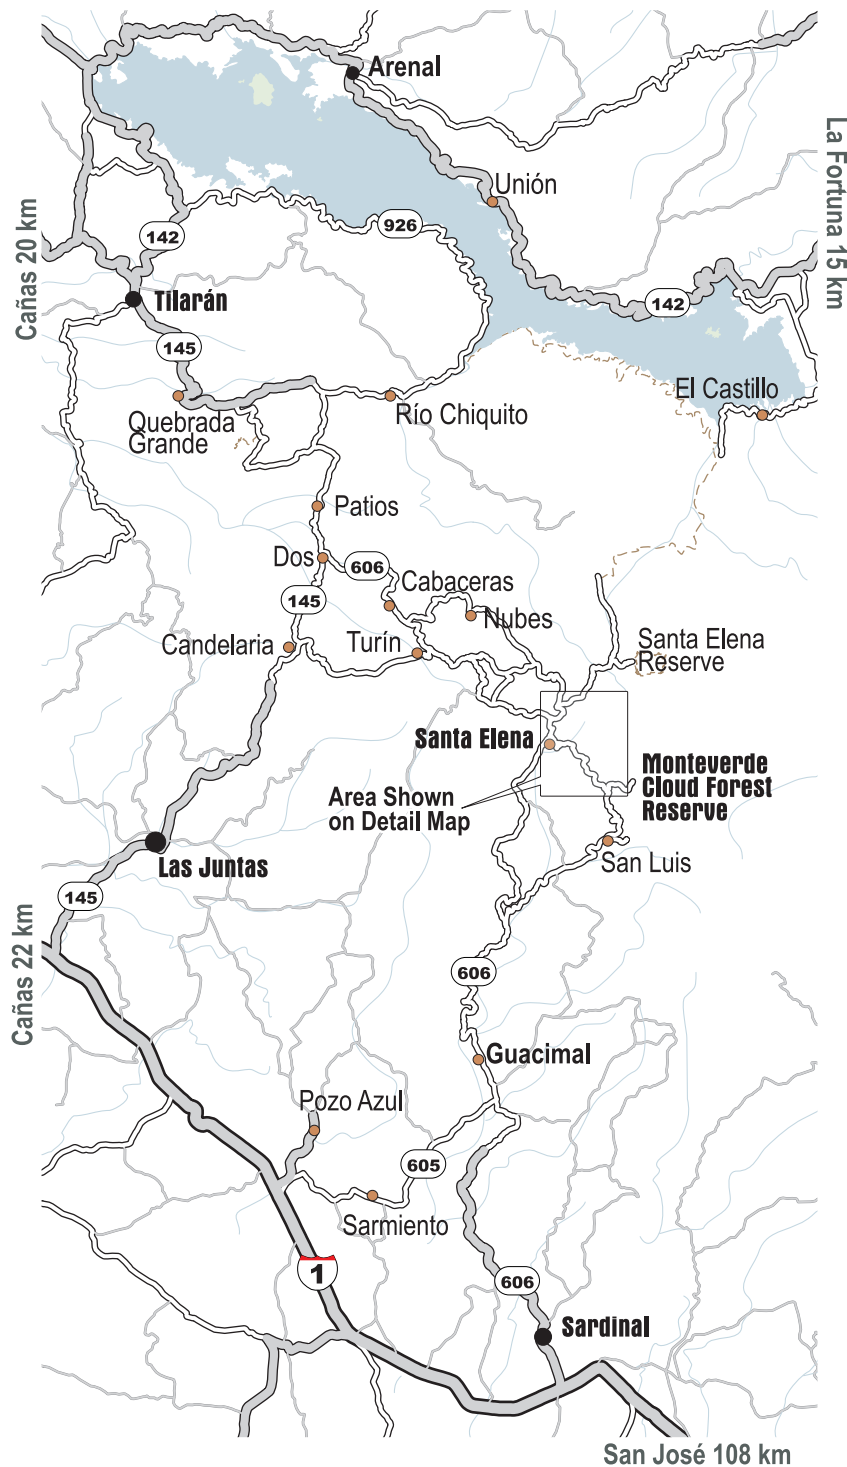 Arenal
La Fortuna 15 km
Unión
926
142
Cañas 20 km
142
Tilarán
145
El Castillo
Quebrada
Grande
Río Chiquito
Patios
Dos
606
Cabaceras
145
Nubes
Candelaria
Turín
Santa Elena
Reserve
Santa Elena
Monteverde
Cloud Forest
Reserve
Area Shown
on Detail Map
Las Juntas
San Luis
145
Cañas 22 km
606
Guacimal
Pozo Azul
605
Sarmiento
1
606
Sardinal
San José 108 km